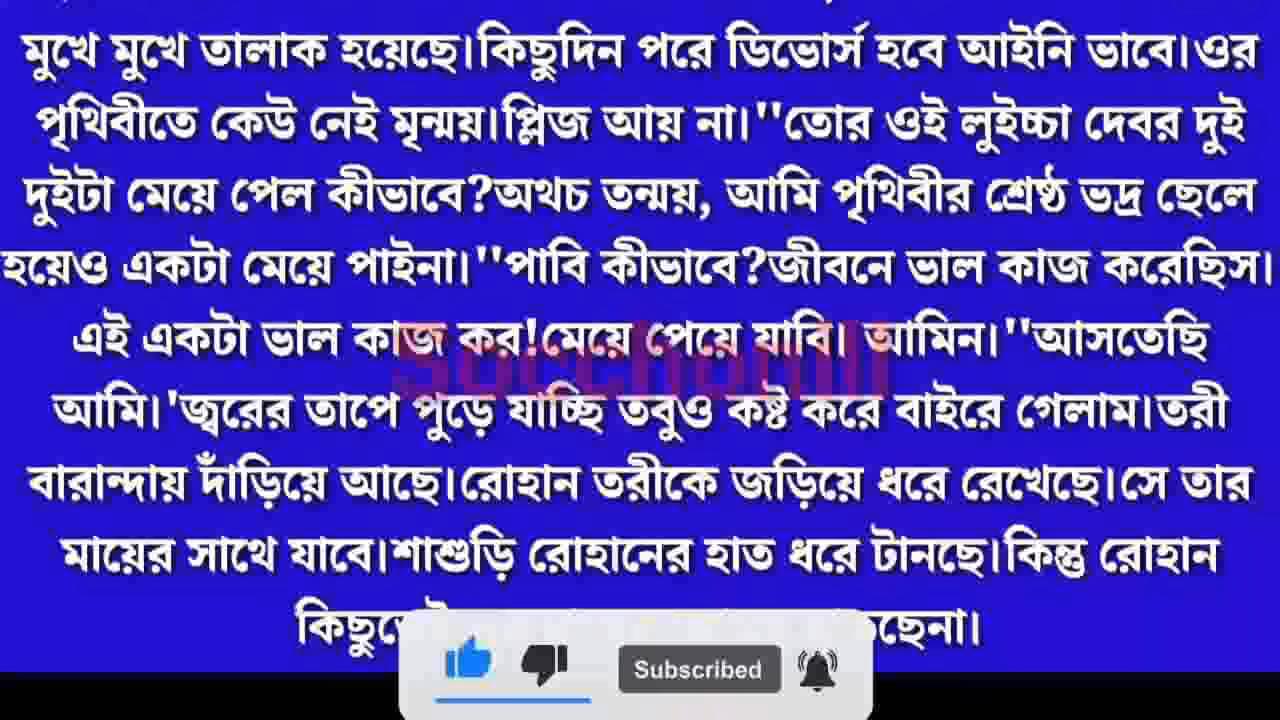 মুখে মুখে তালাক হয়েছে।কিছুদিন পরে ডিভোর্স হবে আইনি ভাবে।ওর
পৃথিবীতে কেউ নেই মৃন্ময়।প্লিজ আয় না।''তোর ওই লুইচ্চা দেবর দুই
দুইটা মেয়ে পেল কীভাবে?অথচ তন্ময়, আমি পৃথিবীর শ্রেষ্ঠ ভদ্র ছেলে
হয়েও একটা মেয়ে পাইনা।''পাবি কীভাবে?জীবনে ভাল কাজ করেছিস।
এই একটা ভাল কাজ কর!মেয়ে পেয়ে যাবি। আমিন।''আসতেছি
আমি।'জ্বরের তাপে পুড়ে যাচ্ছি তবুও কষ্ট করে বাইরে গেলাম।তরী
বারান্দায় দাঁড়িয়ে আছে।রোহান তরীকে জড়িয়ে ধরে রেখেছে।সে তার
মায়ের সাথে যাবে।শাশুড়ি রোহানের হাত ধরে টানছে।কিন্তু রোহান
Subscribed